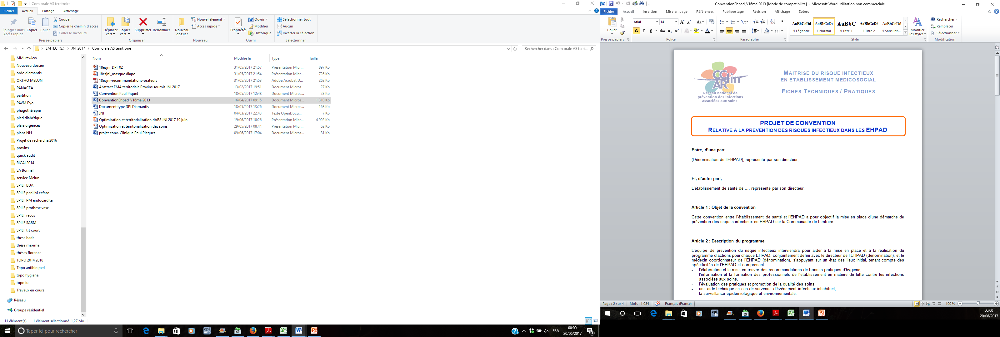 Com orale AS territroire
Fichier Accueil Partage Affichage
Épingler dans Accès rapide
Copier
Coller
Couper
Copier le chemin d'accès
Coller le raccourci
Presse-papiers
Déplacer vers
Copier vers
Supprimer
Renommer
Organiser
Nouveau dossier
Nouvel élément
Accès rapide
Nouveau
Propriétés
Ouvrir
Modifier
Historique
Ouvrir
Sélectionner tout
Aucun
Inverser la sélection
Sélectionner
EMTEC (G:) > JNI 2017 > Com orale AS territroire
Rechercher dans : Com orale AS terri...
MMI rewiew
Nouveau dossier
ordo diamantis
ORTHO MELUN
PANACEA
partition
PAVM Pyo
phagothérapie
pied diabétique
plaie urgences
plans NH
Projet de recherche 2016
provins
quick audit
RICAI 2014
SA Bonnal
service Melun
SPILF BUA
SPILF peni M cefazo
SPILF PM endocardite
SPILF prothese vasc
SPILF recos
SPILF SARM
SPILF trt court
these badr
thèse maxime
thèses florence
TOPO 2014 2016
Topo antibio ped
topo hygiene
topo iu
Travaux en cours
Réseau
Groupe résidentiel
Nom Modifié le Type Taille
18esjni_DPI_02 31/05/2017 21:57 Présentation Micr... 897 Ko
18esjni_masque diapo 31/05/2017 21:54 Présentation Micr... 726 Ko
18esjni-recommandations-orateurs 31/05/2017 21:53 Adobe Acrobat D... 262 Ko
Abstract EMA territoriale Provins soumis JNI 2017 13/02/2017 19:51 Document Micros... 27 Ko
Convention Paul Piquet 18/05/2017 12:48 Document Micros... 23 Ko
ConventionEhpad_V16mai2013 16/04/2017 09:15 Document Micros... 1 310 Ko
Document type DPI Diamantis 18/05/2017 13:26 Document Micros... 168 Ko
JNI 04/03/2017 22:43 Texte OpenDocu... 7 Ko
Optimisation et territorialisation dABS JNI 2017 19 juin 19/06/2017 18:26 Présentation Micr... 4 992 Ko
Optimisation et territorialisation des soins 29/05/2017 08:44 Présentation Micr... 62 Ko
projet conv. Clinique Paul Picquet 09/06/2017 17:04 Document Micros... 81 Ko
11 élément(s) 1 élément sélectionné 1,27 Mo
Taper ici pour rechercher
epi info
FRA
00:00
20/06/2017
3
ConventionEhpad_V16mai2013 [Mode de compatibilité] - Microsoft Word utilisation non commerciale
Fichier Accueil Insertion Mise en page Références Publipostage Révision Affichage Zotero
Coller
Presse-papiers
Arial 14
G I S abc x₂ x²
Police
Paragraphe
AaBbCcDd AaBbCcDd AaBbC AaBbCcDd AaBbCcDd
¶ Légende ¶ Normal ¶ Titre 1 ¶ Titre 2 ¶ Sans int...
Modifier les styles
Style
Rechercher
Remplacer
Sélectionner
Modification
CClin
AR
Réseau national de
prévention des infections
associées aux soins
MAITRISE DU RISQUE INFECTIEUX
EN ETABLISSEMENT MEDICOSOCIAL
FICHES TECHNIQUES / PRATIQUES
PROJET DE CONVENTION
RELATIVE A LA PREVENTION DES RISQUES INFECTIEUX DANS LES EHPAD
Entre, d'une part,
(Dénomination de l'EHPAD), représenté par son directeur,
Et, d'autre part,
L'établissement de santé de …, représenté par son directeur,
Article 1 : Objet de la convention
Cette convention entre l'établissement de santé et l'EHPAD a pour objectif la mise en place d'une démarche de
prévention des risques infectieux en EHPAD sur la Communauté de territoire …
Article 2 : Description du programme
L'équipe de prévention du risque infectieux interviendra pour aider à la mise en place et à la réalisation du
programme d'actions pour chaque EHPAD, conjointement défini avec le directeur de l'EHPAD (dénomination), et le
médecin coordonnateur de l'EHPAD (dénomination), s'appuyant sur un état des lieux initial, tenant compte des
spécificités de l'EHPAD et comprenant :
- l'élaboration et la mise en œuvre des recommandations de bonnes pratiques d'hygiène,
- l'information et la formation des professionnels de l'établissement en matière de lutte contre les infections
associées aux soins,
- l'évaluation des pratiques et promotion de la qualité des soins,
- une aide technique en cas de survenue d'événement infectieux inhabituel,
- la surveillance épidémiologique et environnementale.
Page : 2 sur 4 Mots : 1 084 Français (France) 100 %
epi info
00:00
20/06/2017